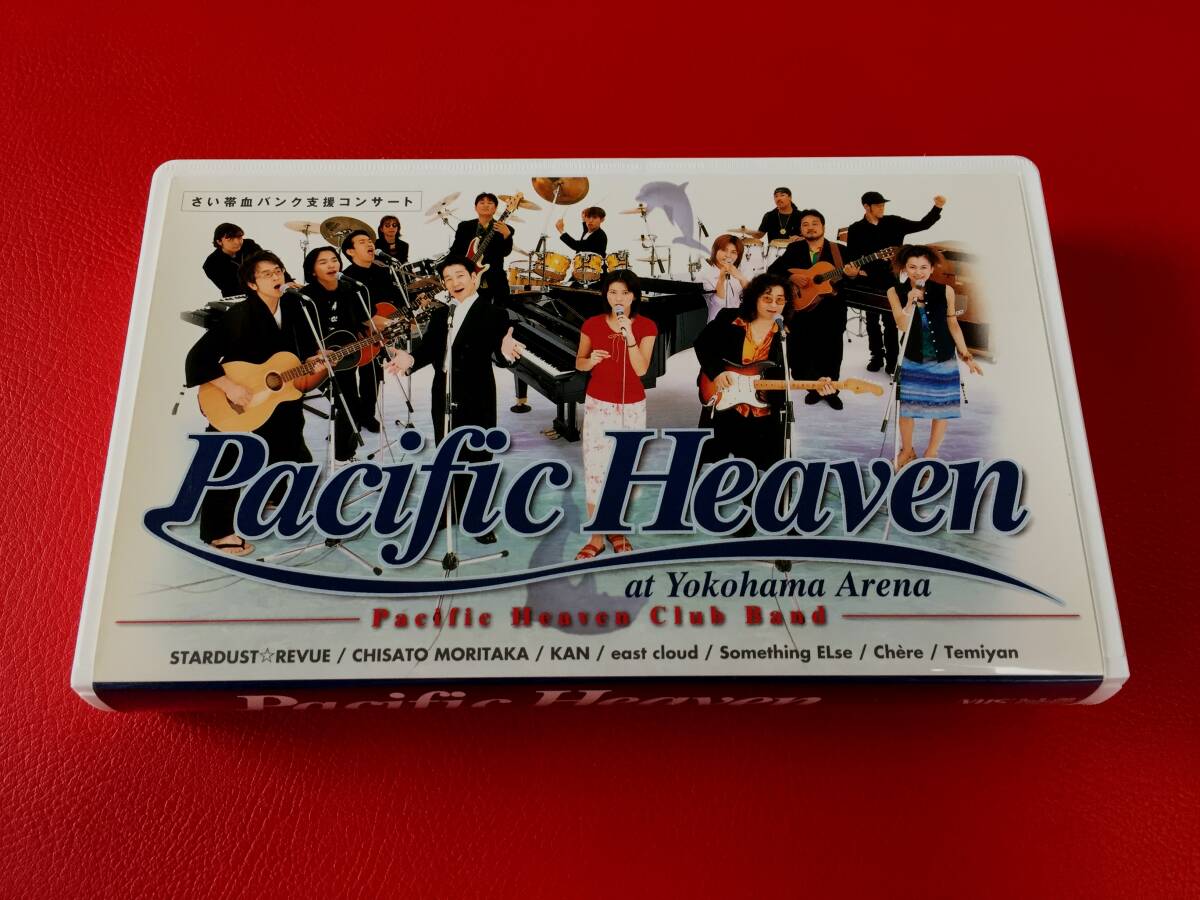 さい帯血バンク支援コンサート
Pacific Heaven
at Yokohama Arena
Pacific Heaven Club Band
STARDUST☆REVUE / CHISATO MORITAKA / KAN / east cloud / Something ELse / Chère / Temiyan
Pacific Heaven